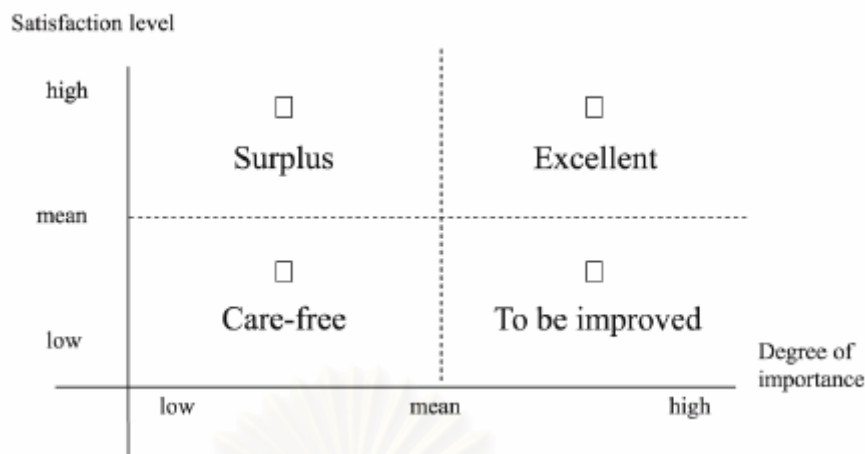 Satisfaction level
high
□ □
Surplus Excellent
mean
□ □
Care-free To be improved
low
Degree of
importance
low mean high